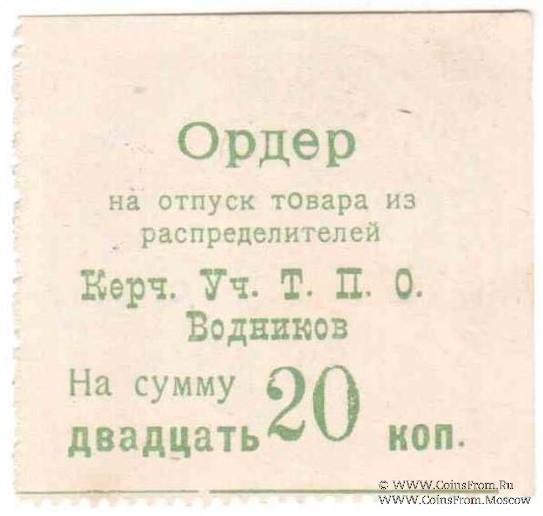 Ордер
на отпуск товара из
распределителей
Керч. Уч. Т. П. О.
Водников
На сумму 20
двадцать коп.
© WWW.CoinsFrom.Ru
www.CoinsFrom.Moscow